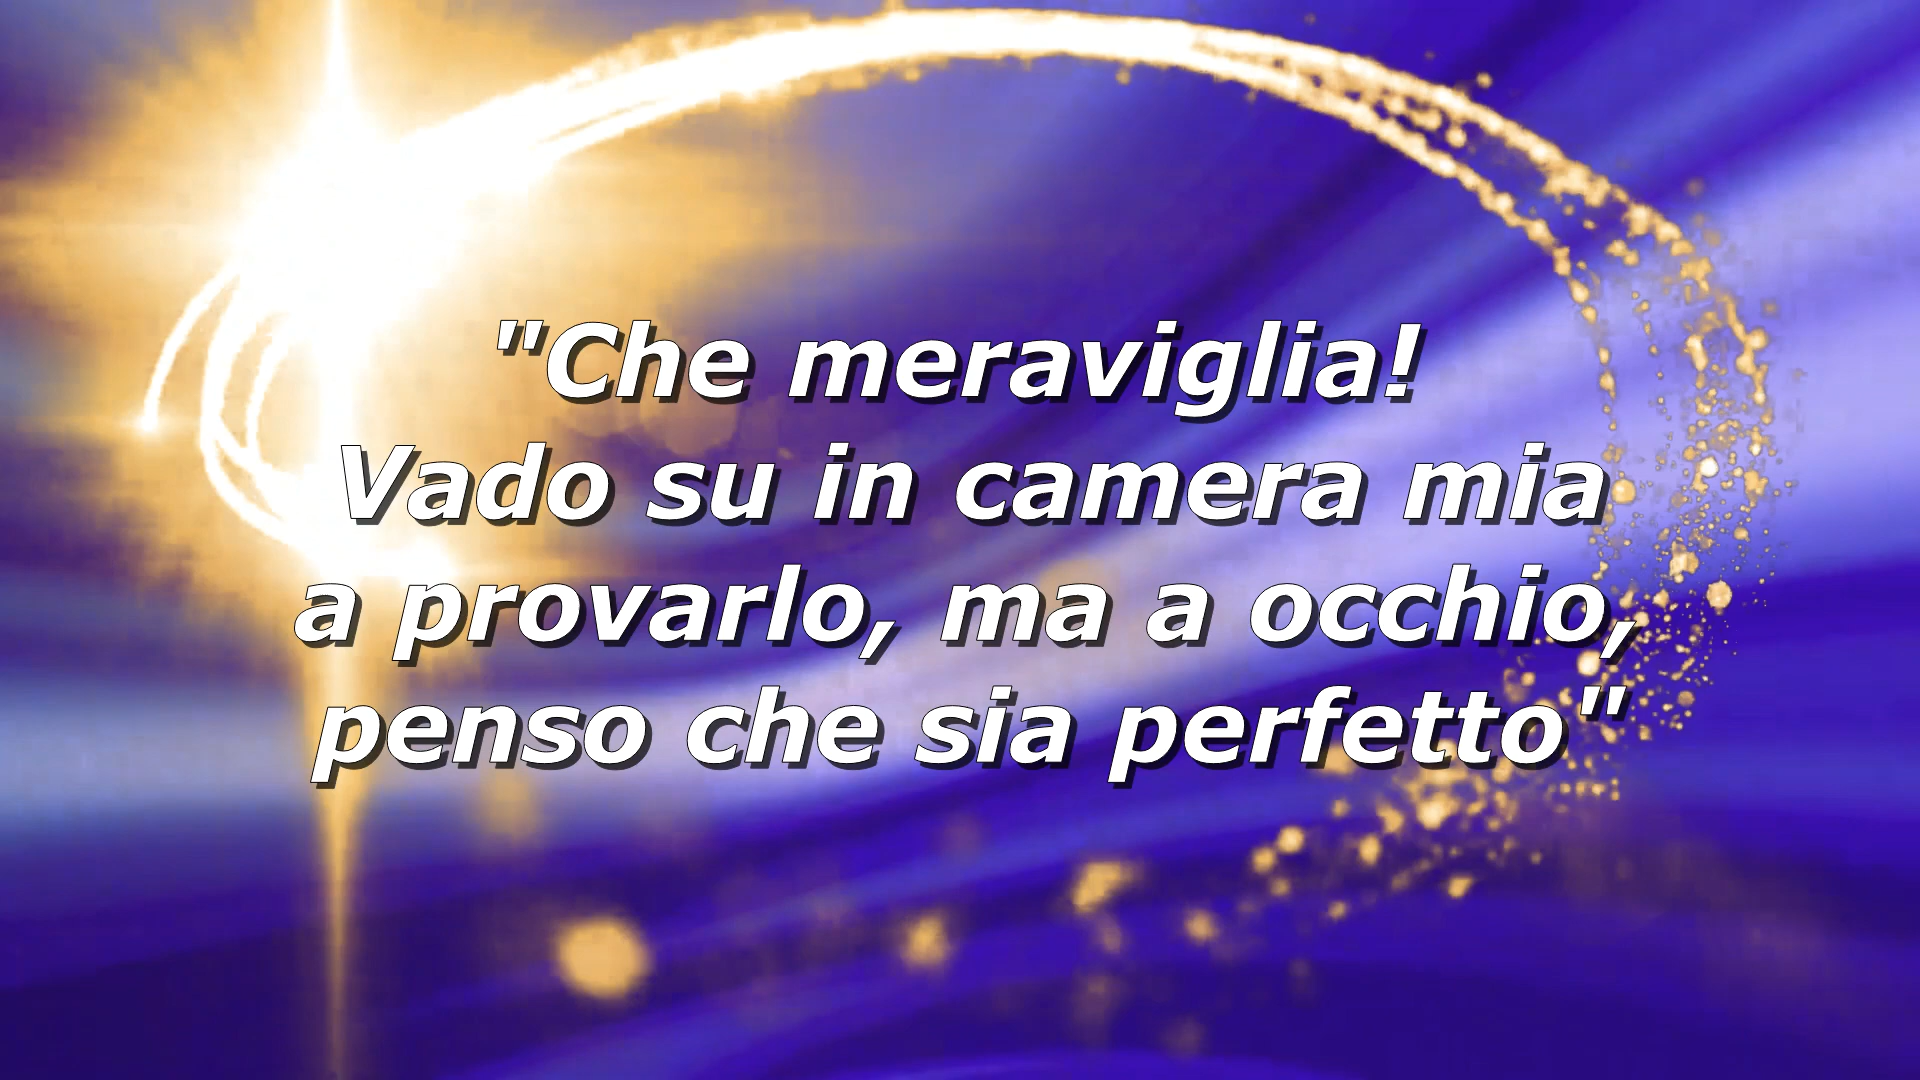 "Che meraviglia!
Vado su in camera mia
a provarlo, ma a occhio,
penso che sia perfetto"